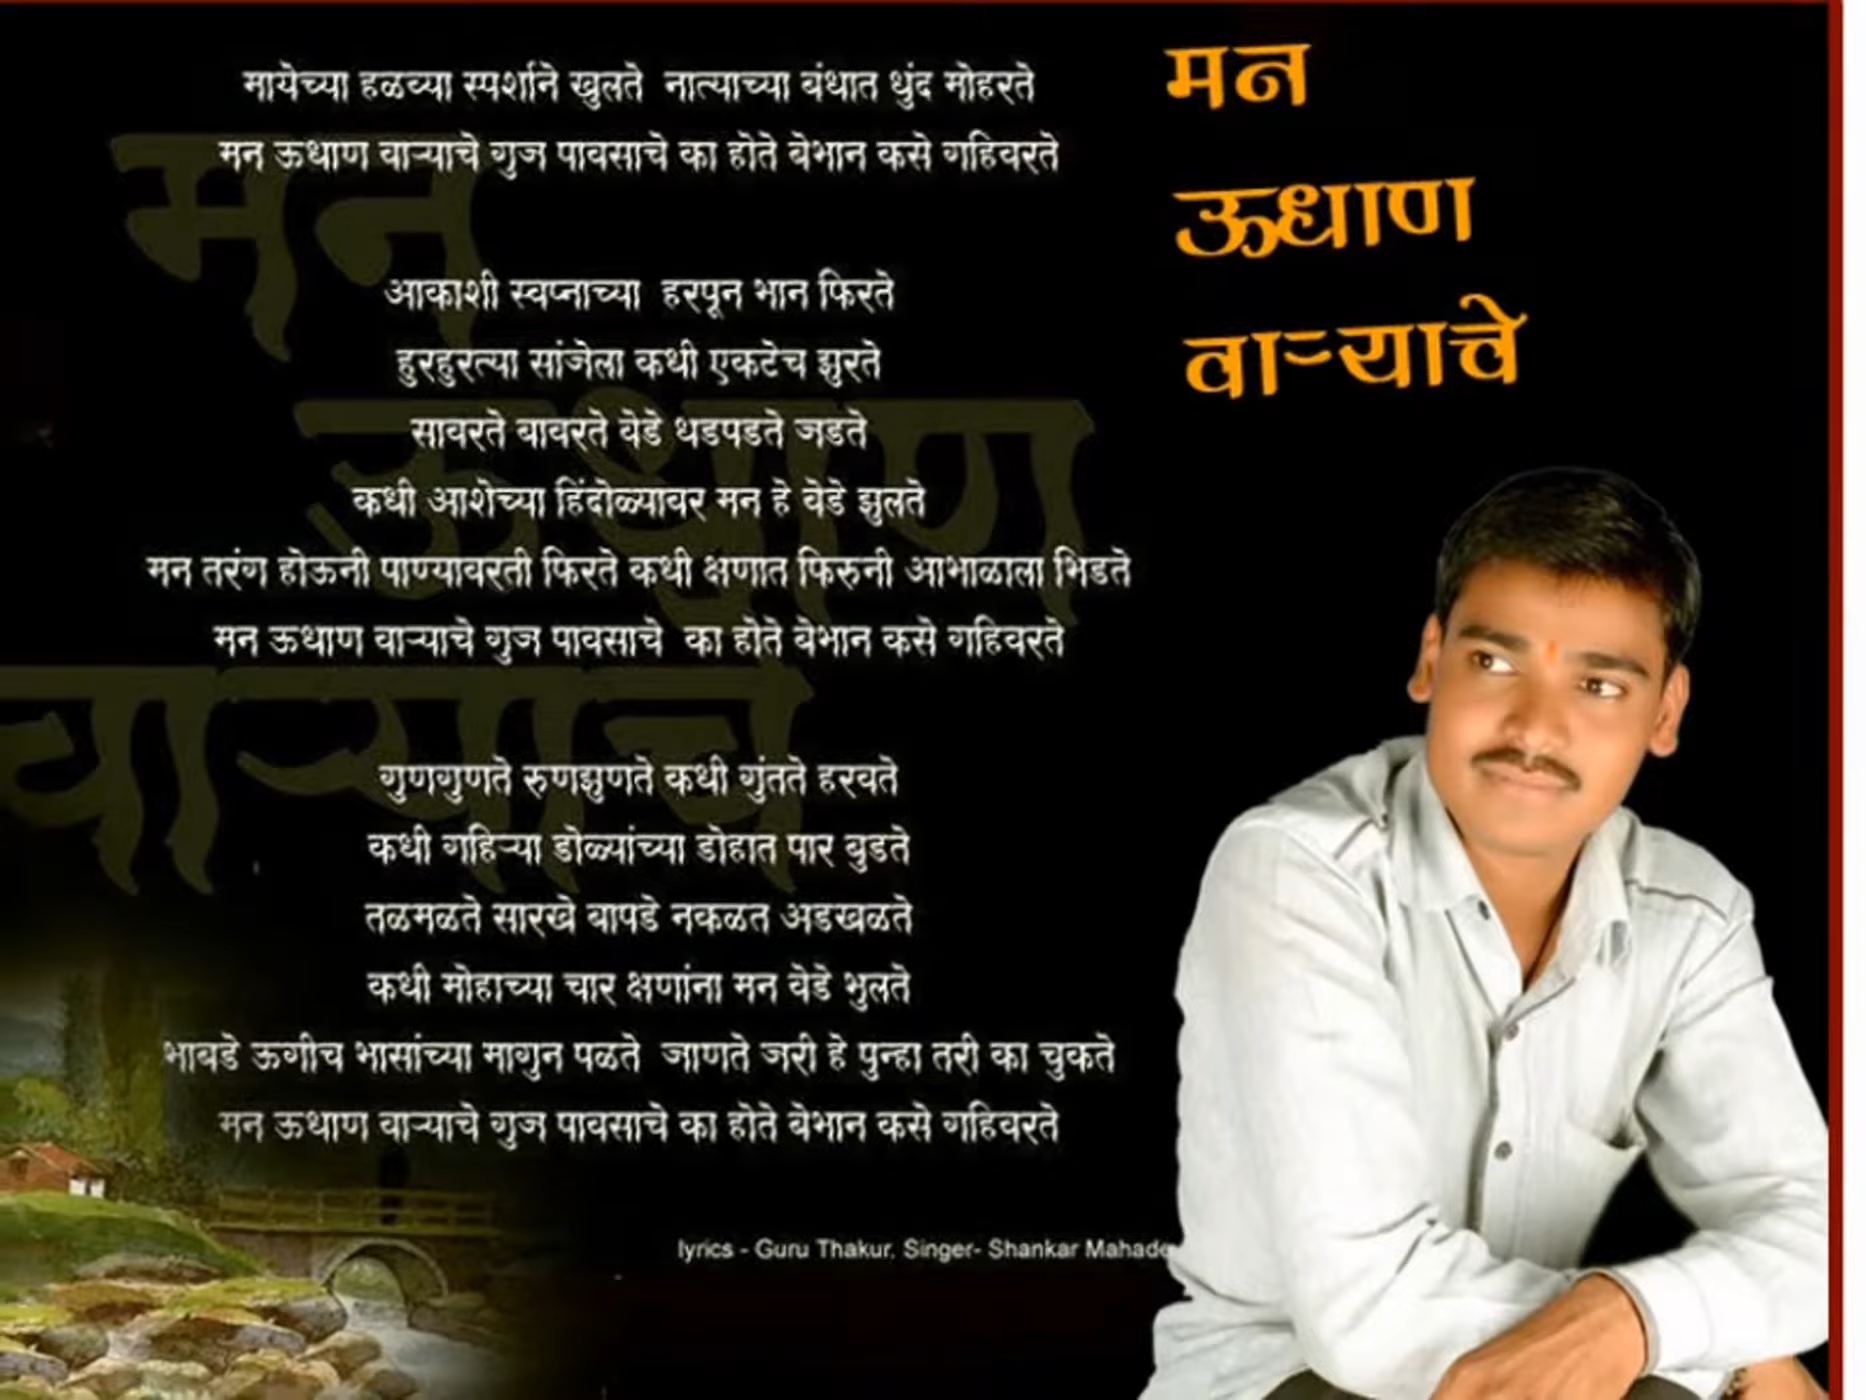 मायेच्या हळव्या स्पर्शाने खुलते नात्याच्या बंधात धुंद मोहरते
मन ऊधाण वाऱ्याचे गुज पावसाचे का होते बेभान कसे गहिवरते
आकाशी स्वप्नाच्या हरपून भान फिरते
हुरहुरत्या सांजेला कधी एकटेच झुरते
सावरते बावरते वेडे धडपडते जडते
कधी आशेच्या हिंदोळ्यावर मन हे वेडे झुलते
मन तरंग होऊनी पाण्यावरती फिरते कधी क्षणात फिरुनी आभाळाला भिडते
मन ऊधाण वाऱ्याचे गुज पावसाचे का होते बेभान कसे गहिवरते
गुणगुणते रुणझुणते कधी गुंतते हरवते
कधी गहिऱ्या डोळ्यांच्या डोहात पार बुडते
तळमळते सारखे बापडे नकळत अडखळते
कधी मोहाच्या चार क्षणांना मन वेडे भुलते
भाबडे ऊगीच भासांच्या मागुन पळते जाणते जरी हे पुन्हा तरी का चुकते
मन ऊधाण वाऱ्याचे गुज पावसाचे का होते बेभान कसे गहिवरते
lyrics - Guru Thakur. Singer- Shankar Mahade
मन
ऊधाण
वाऱ्याचे
मन
ऊधाण
वाऱ्याचे